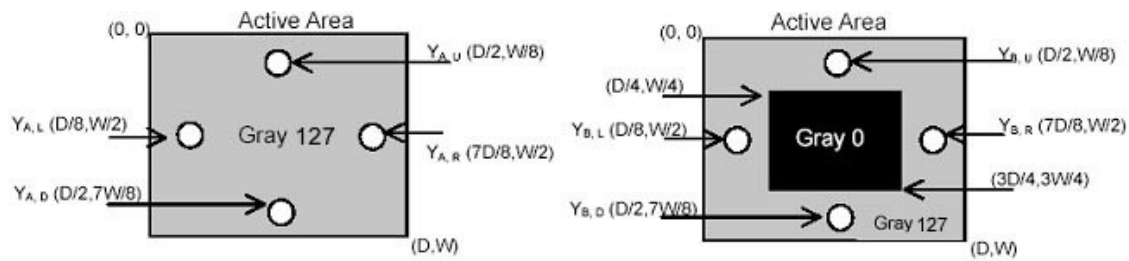 Active Area
(0, 0)
Y_A, U (D/2,W/8)
Y_A, L (D/8,W/2)
Gray 127
Y_A, R (7D/8,W/2)
Y_A, D (D/2,7W/8)
(D,W)
Active Area
(0, 0)
Y_B, U (D/2,W/8)
(D/4,W/4)
Y_B, L (D/8,W/2)
Gray 0
Y_B, R (7D/8,W/2)
(3D/4,3W/4)
Y_B, D (D/2,7W/8)
Gray 127
(D,W)